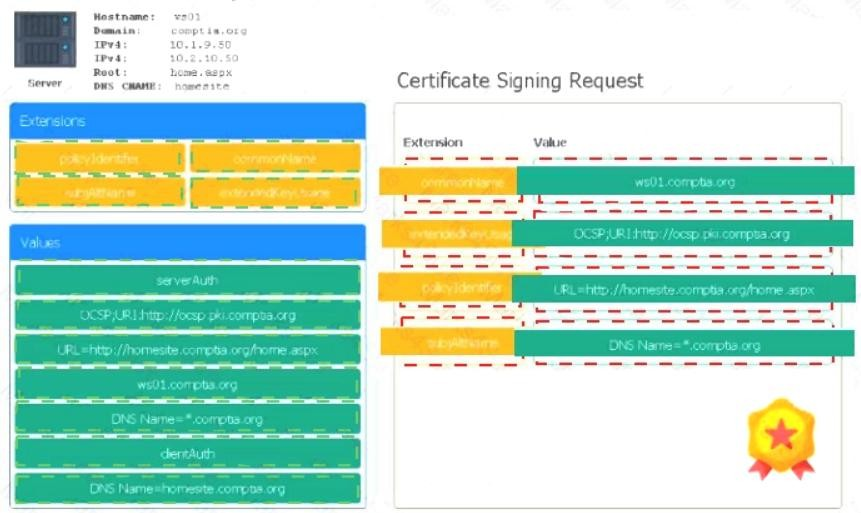 Hostname: ws01
Domain: comptia.org
IPv4: 10.1.9.50
IPv4: 10.2.10.50
Root: home.aspx
DNS CNAME: homesite
Server
Extensions
policyIdentifier
commonName
subjAltName
extendedKeyUsage
Values
serverAuth
OCSP;URI:http://ocsp.pki.comptia.org
URL=http://homesite.comptia.org/home.aspx
ws01.comptia.org
DNS Name=*.comptia.org
clientAuth
DNS Name=homesite.comptia.org
Certificate Signing Request
Extension Value
commonName ws01.comptia.org
extendedKeyUsag OCSP;URI:http://ocsp.pki.comptia.org
policyIdentifier URL=http://homesite.comptia.org/home.aspx
subjAltName DNS Name=*.comptia.org